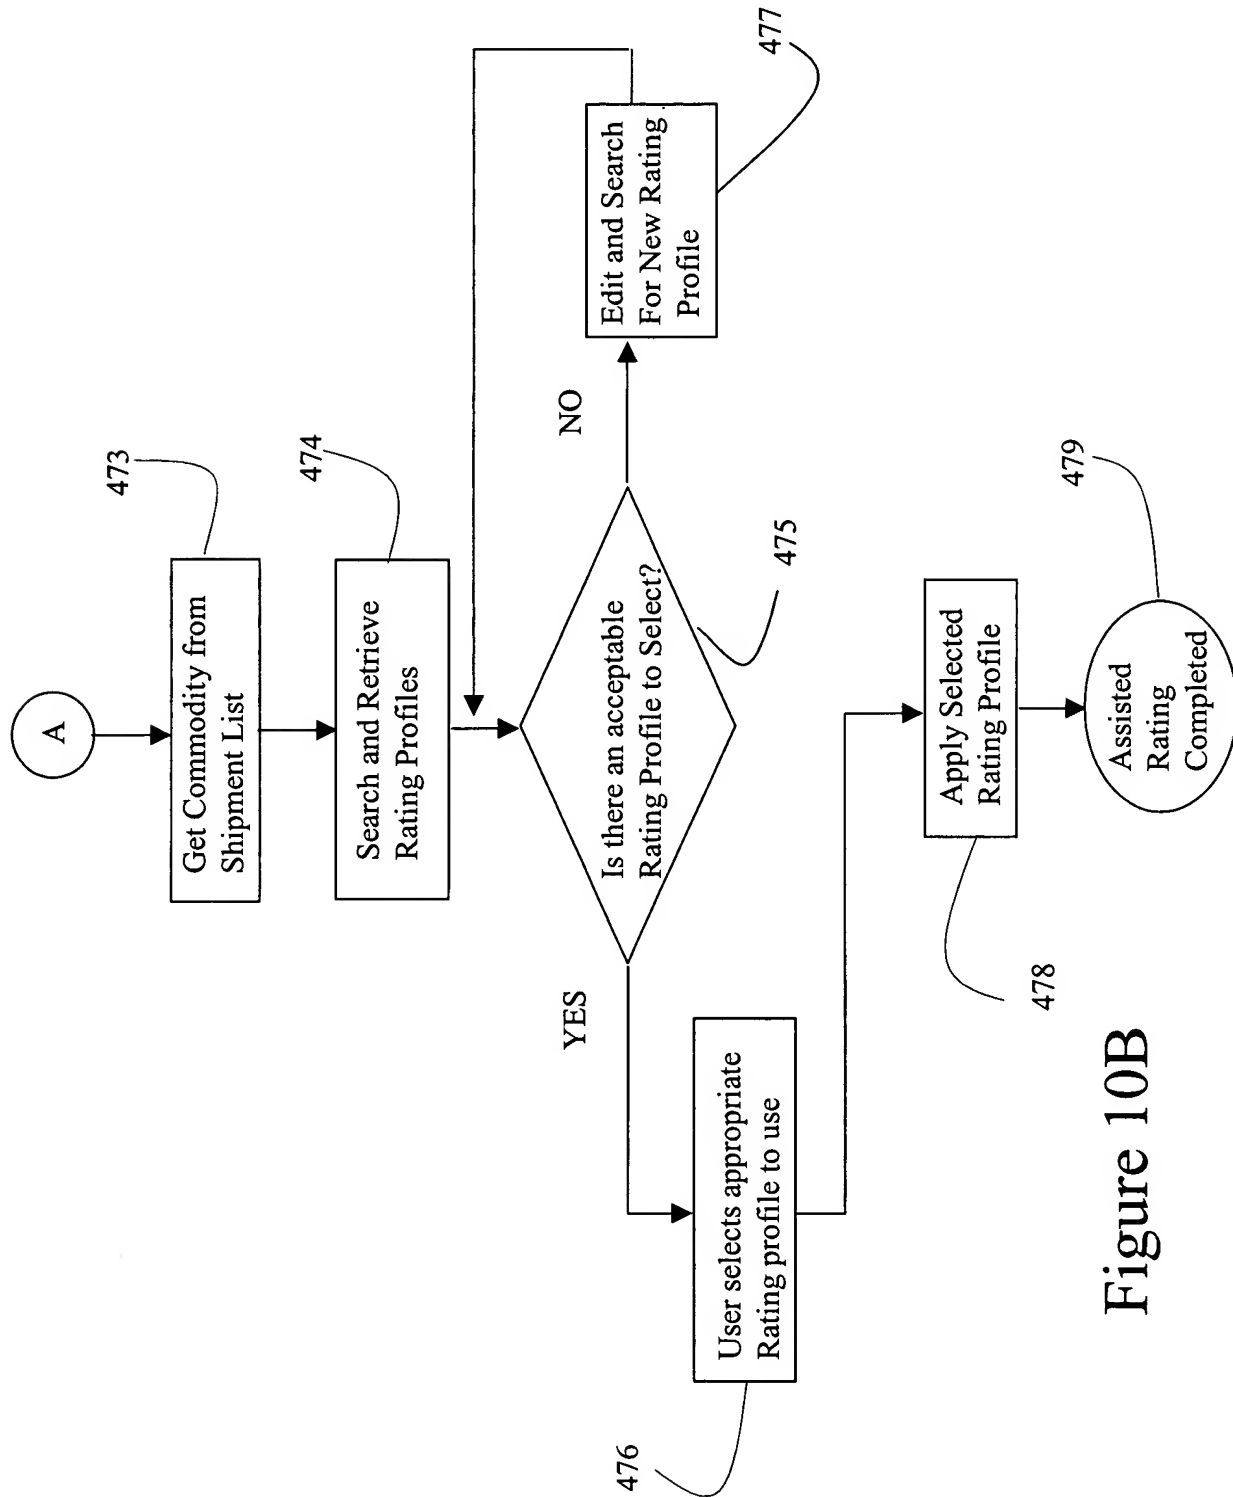 A
Get Commodity from
Shipment List
473
Search and Retrieve
Rating Profiles
474
Is there an acceptable
Rating Profile to Select?
475
NO
Edit and Search
For New Rating
Profile
477
YES
User selects appropriate
Rating profile to use
476
Apply Selected
Rating Profile
478
Assisted
Rating
Completed
479
Figure 10B